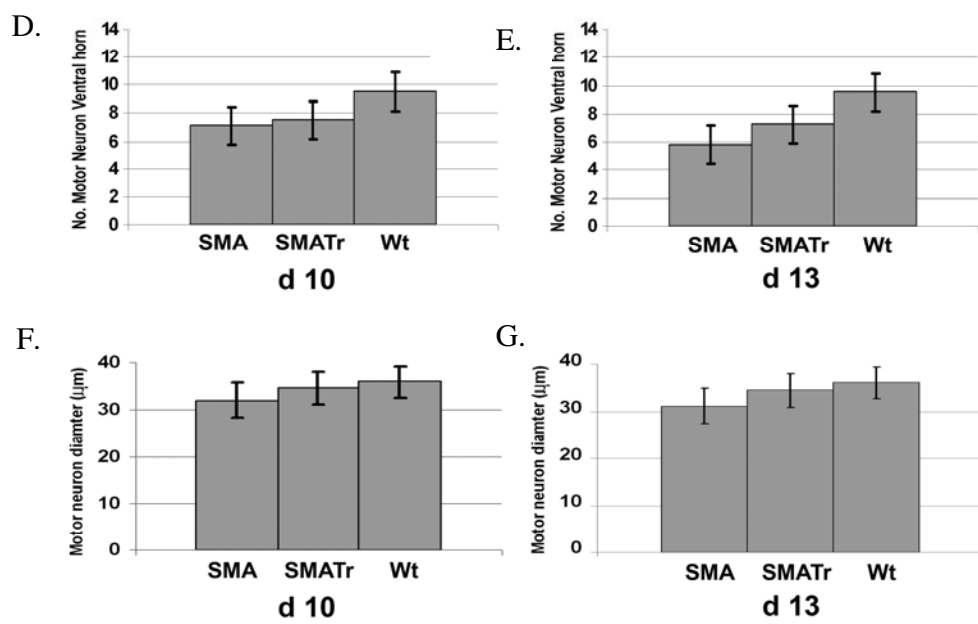 D.
No. Motor Neuron Ventral horn
14
12
10
8
6
4
2
0
SMA SMATr Wt
d 10
E.
No. Motor Neuron Ventral horn
14
12
10
8
6
4
2
0
SMA SMATr Wt
d 13
F.
Motor neuron diamter (µm)
40
30
20
10
0
SMA SMATr Wt
d 10
G.
Motor neuron diamter (µm)
40
30
20
10
0
SMA SMATr Wt
d 13